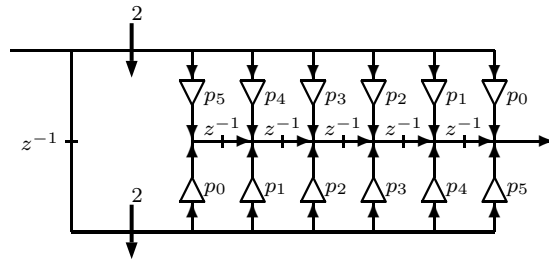 2
p₅ p₄ p₃ p₂ p₁ p₀
z⁻¹ z⁻¹ z⁻¹ z⁻¹ z⁻¹
z⁻¹
2
p₀ p₁ p₂ p₃ p₄ p₅